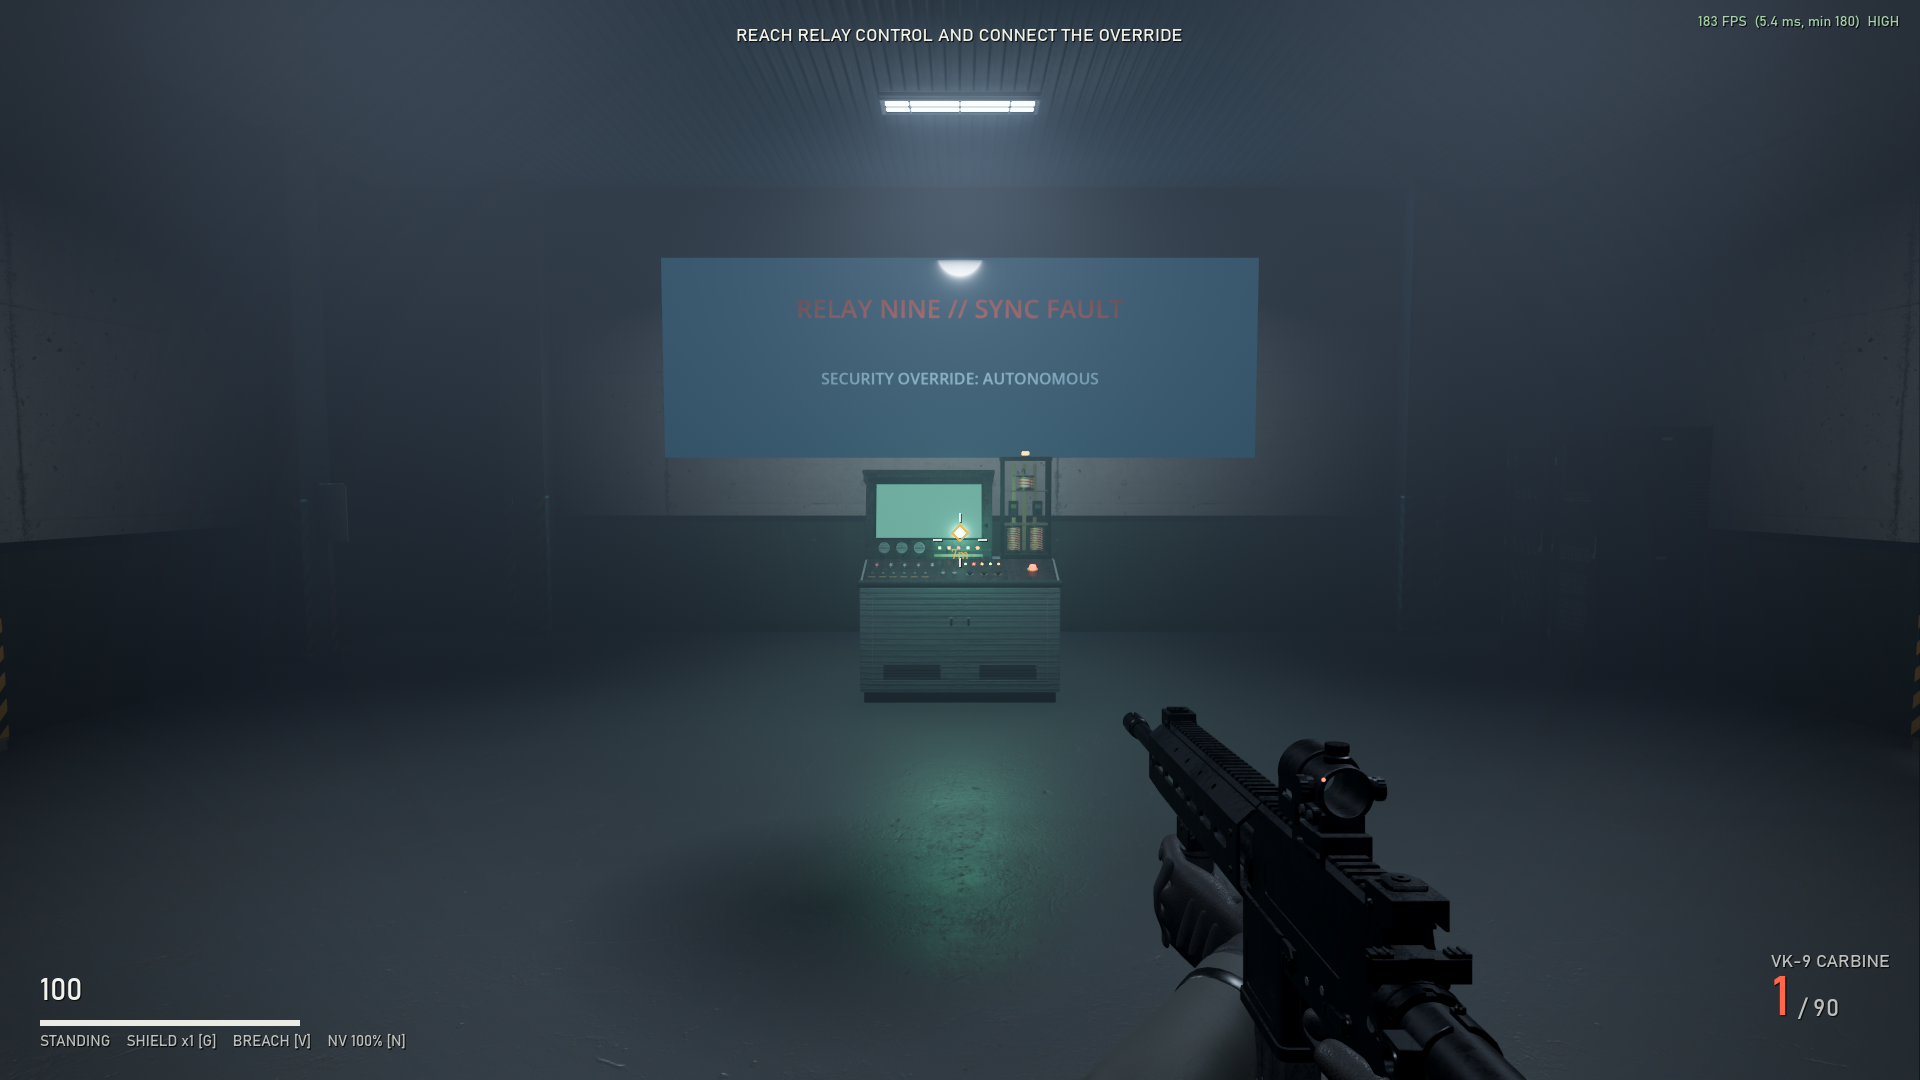 REACH RELAY CONTROL AND CONNECT THE OVERRIDE
183 FPS (5.4 ms, min 180) HIGH
RELAY NINE // SYNC FAULT
SECURITY OVERRIDE: AUTONOMOUS
7m
100
STANDING SHIELD x1 [G] BREACH [V] NV 100% [N]
VK-9 CARBINE
1 / 90